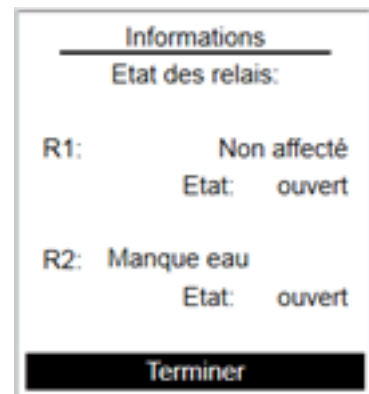 Informations
Etat des relais:
R1: Non affecté
Etat: ouvert
R2: Manque eau
Etat: ouvert
Terminer